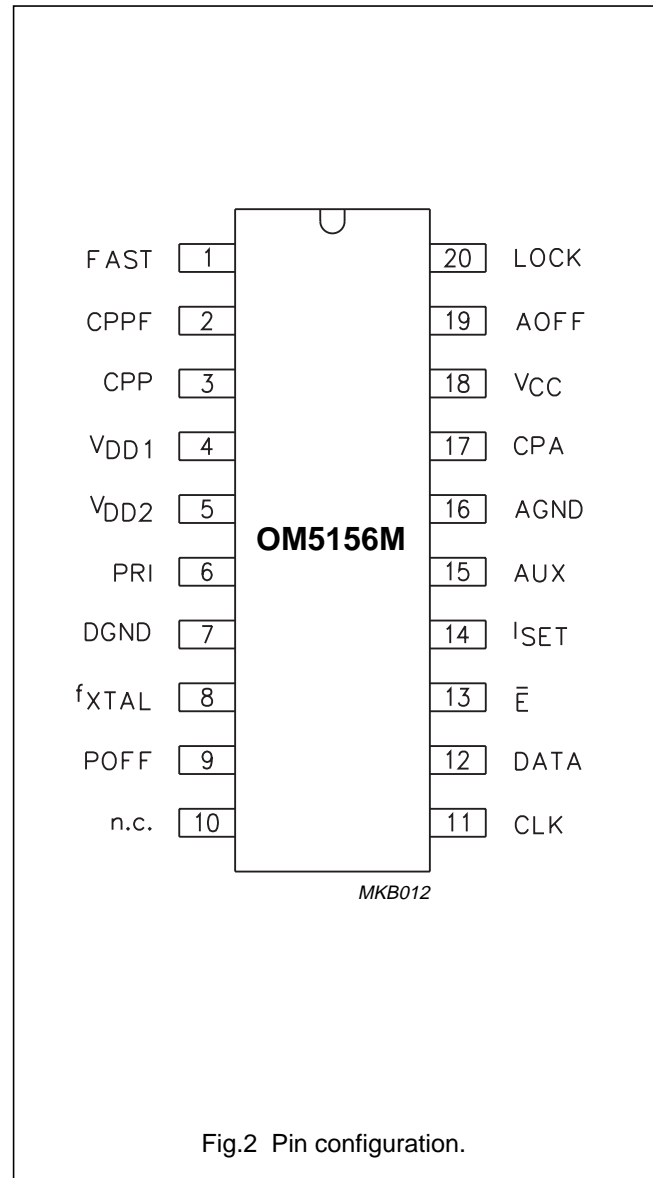 FAST 1 20 LOCK
CPPF 2 19 AOFF
CPP 3 18 VCC
VDD1 4 17 CPA
VDD2 5 16 AGND
OM5156M
PRI 6 15 AUX
DGND 7 14 ISET
fXTAL 8 13 E̅
POFF 9 12 DATA
n.c. 10 11 CLK
MKB012
Fig.2 Pin configuration.